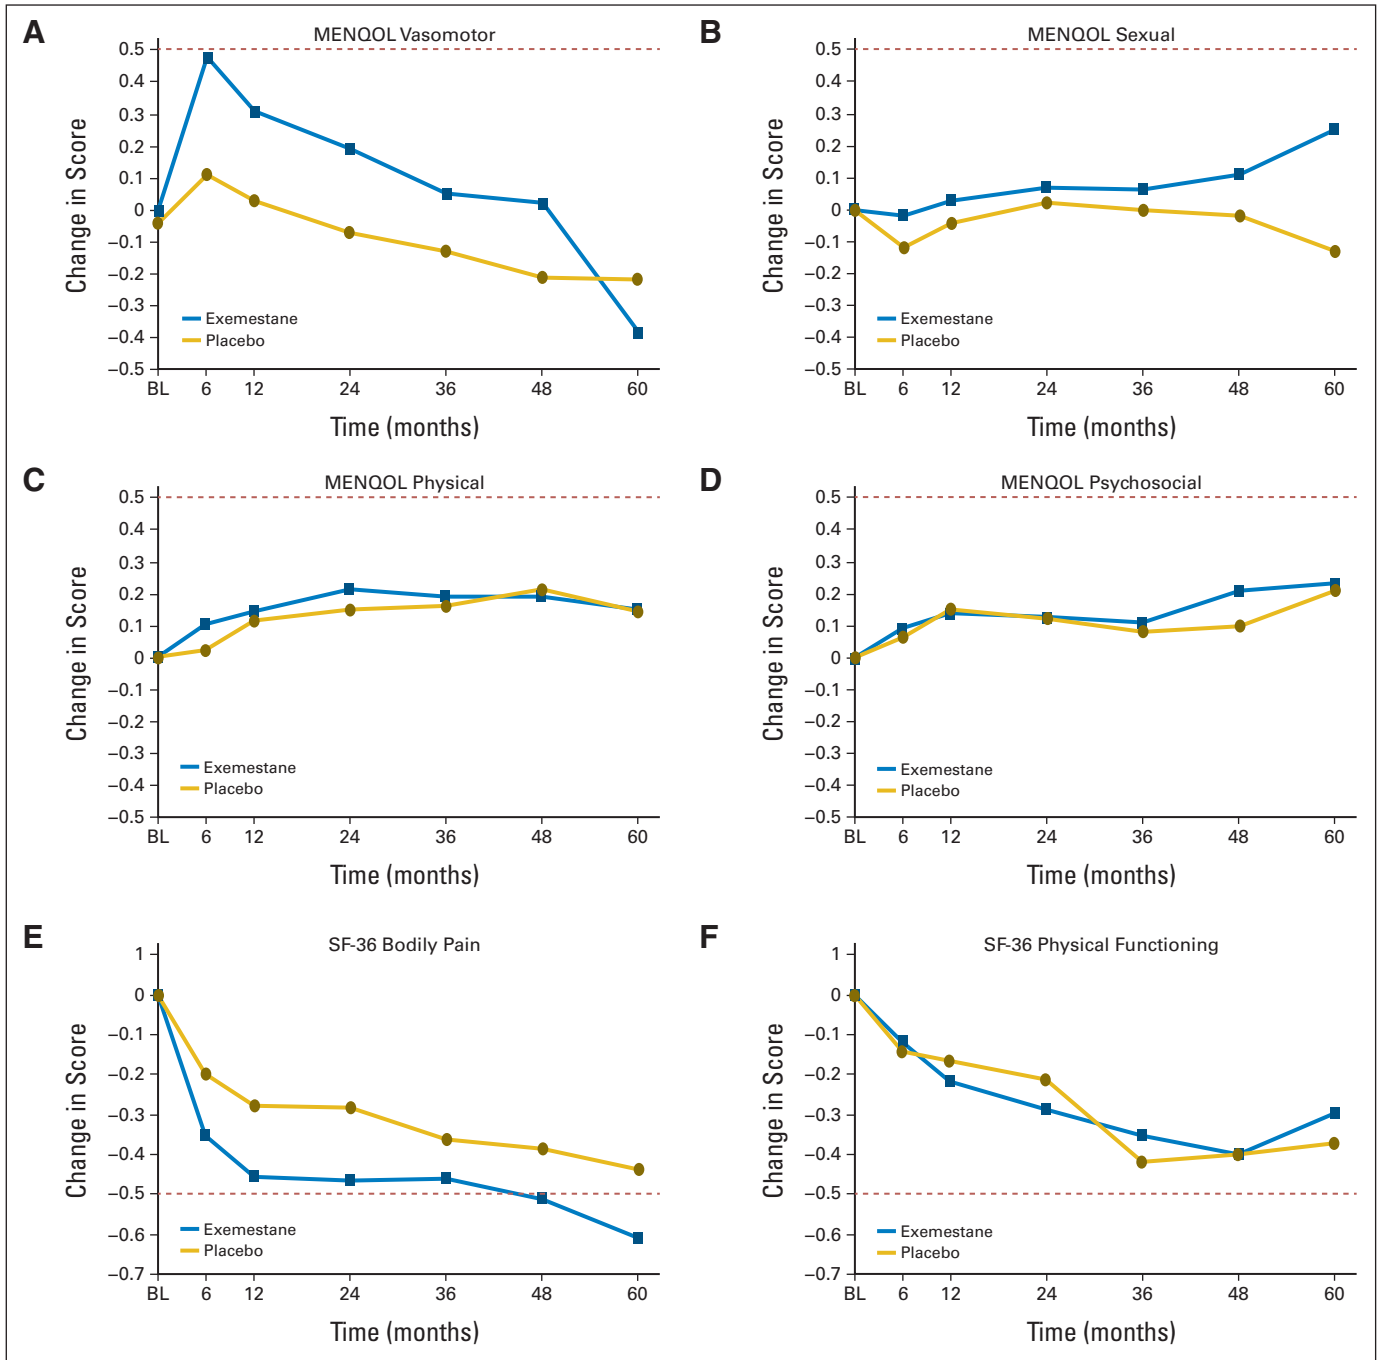 A
MENQOL Vasomotor
0.5
0.4
0.3
0.2
0.1
0
–0.1
–0.2
–0.3
–0.4
–0.5
Change in Score
Exemestane
Placebo
BL 6 12 24 36 48 60
Time (months)
B
MENQOL Sexual
0.5
0.4
0.3
0.2
0.1
0
–0.1
–0.2
–0.3
–0.4
–0.5
Change in Score
Exemestane
Placebo
BL 6 12 24 36 48 60
Time (months)
C
MENQOL Physical
0.5
0.4
0.3
0.2
0.1
0
–0.1
–0.2
–0.3
–0.4
–0.5
Change in Score
Exemestane
Placebo
BL 6 12 24 36 48 60
Time (months)
D
MENQOL Psychosocial
0.5
0.4
0.3
0.2
0.1
0
–0.1
–0.2
–0.3
–0.4
–0.5
Change in Score
Exemestane
Placebo
BL 6 12 24 36 48 60
Time (months)
E
SF-36 Bodily Pain
1
0
–0.1
–0.2
–0.3
–0.4
–0.5
–0.6
–0.7
Change in Score
Exemestane
Placebo
BL 6 12 24 36 48 60
Time (months)
F
SF-36 Physical Functioning
1
0
–0.1
–0.2
–0.3
–0.4
–0.5
–0.6
–0.7
Change in Score
Exemestane
Placebo
BL 6 12 24 36 48 60
Time (months)